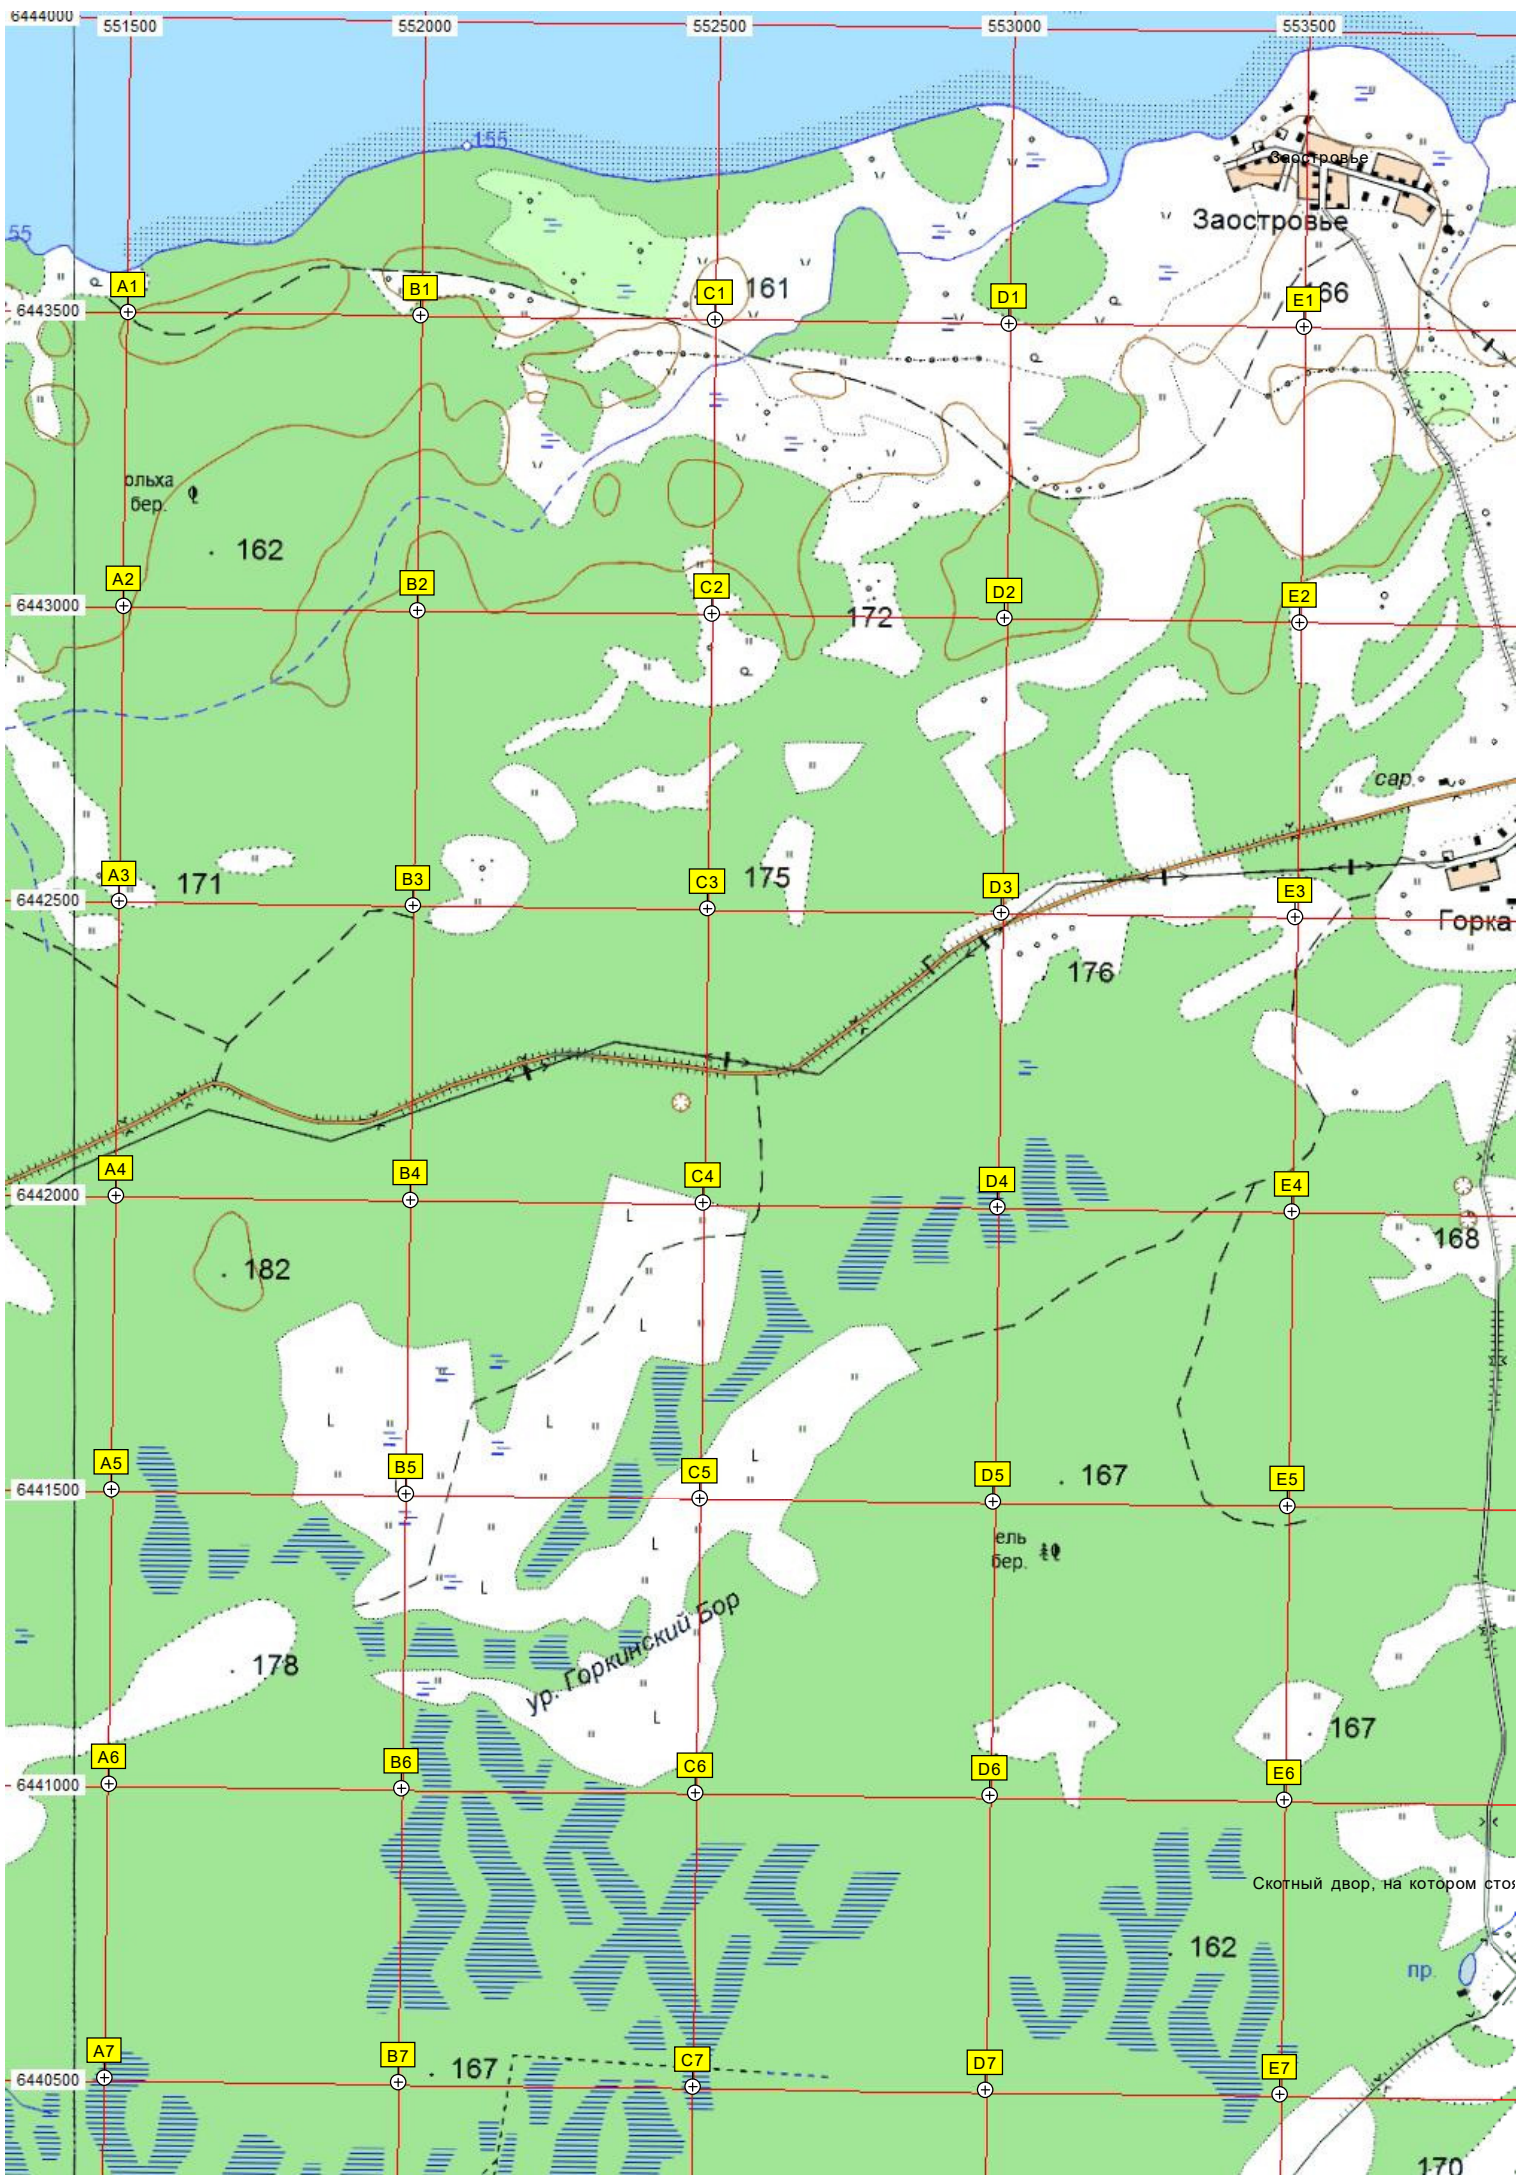 6444000
551500 552000 552500 553000 553500
155
Заостровье
Заостровье
55
A1 B1 C1 161 D1 E1 166
6443500
ольха
бер.
162
A2 B2 C2 D2 E2
6443000
172
сар.
A3 171 B3 C3 175 D3 E3
6442500
Горка
176
A4 B4 C4 D4 E4
6442000
168
182
A5 B5 C5 D5 167 E5
6441500
ель
бер.
ур. Горкинский Бор
178
167
A6 B6 C6 D6 E6
6441000
Скотный двор, на котором стоя
162
пр.
A7 B7 167 C7 D7 E7
6440500
170